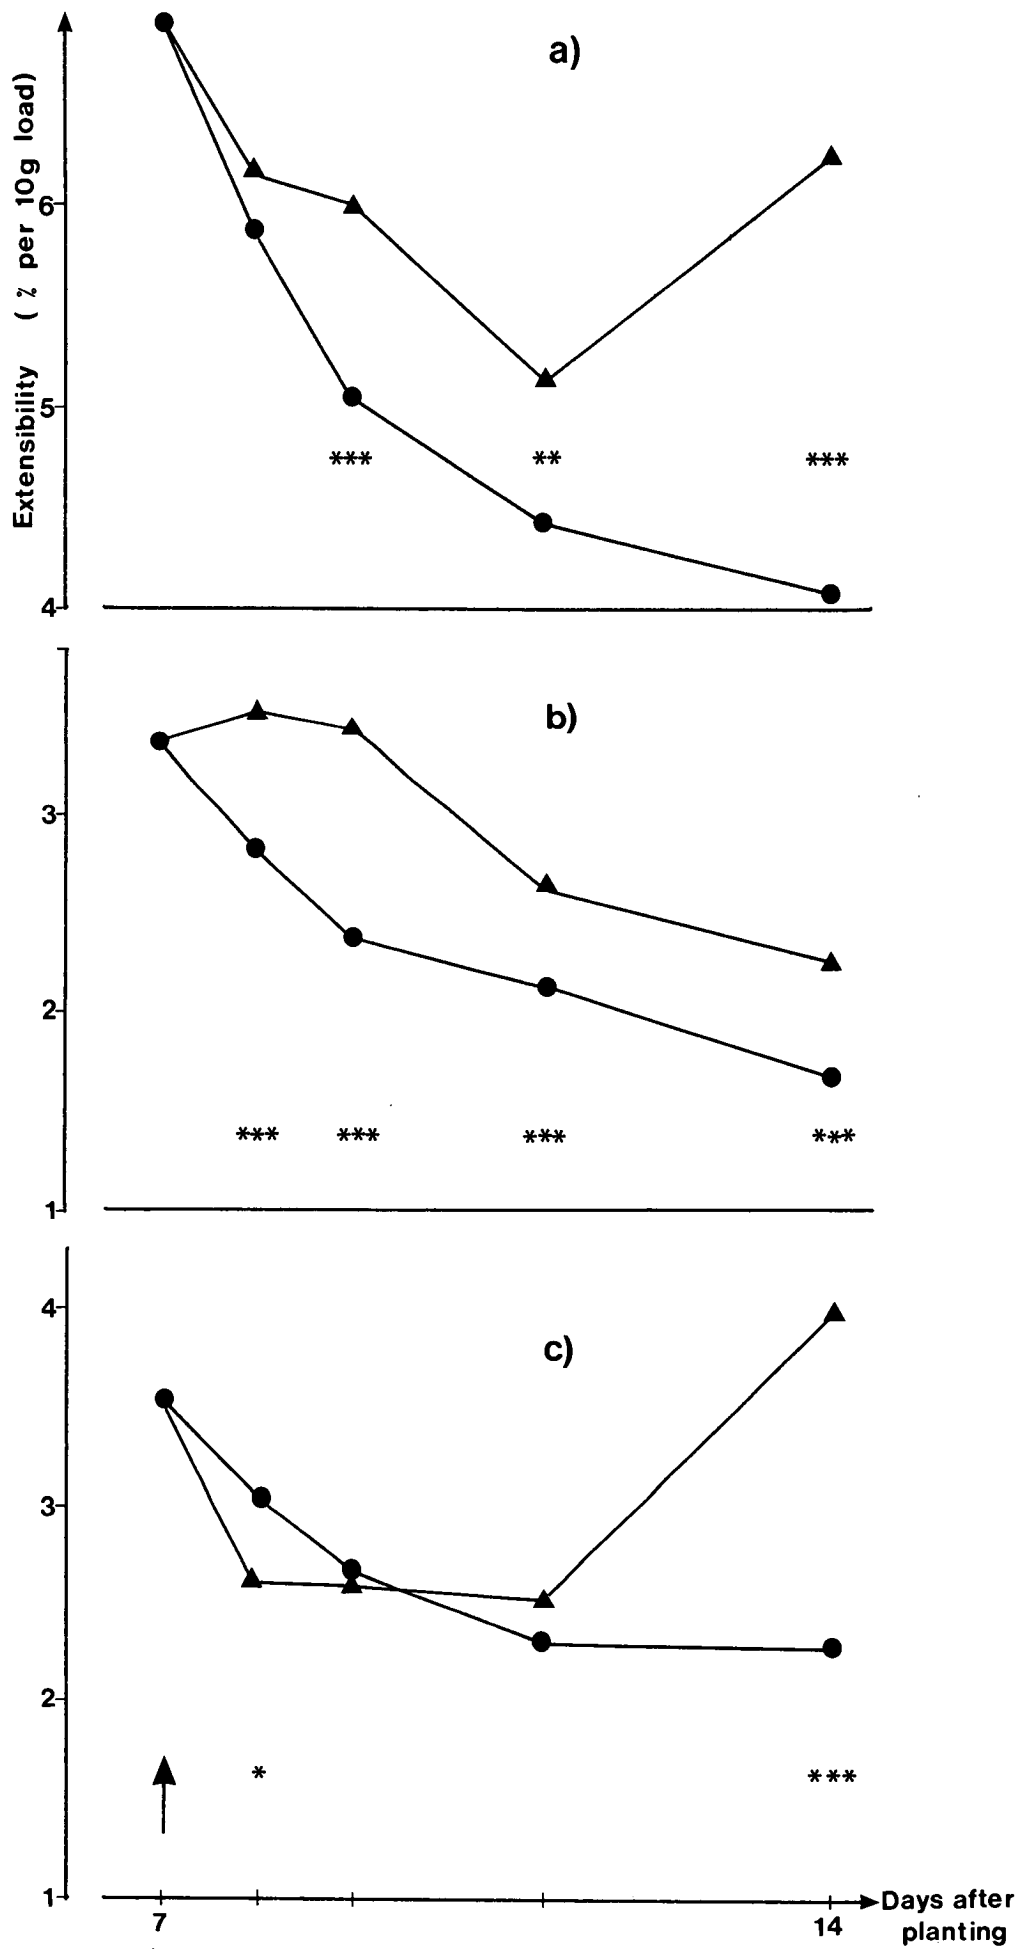 a)
Extensibility ( % per 10g load)
6
5
*** ** ***
4
b)
3
2
*** *** *** ***
1
4
c)
3
2
* ***
1
7 14 Days after
planting